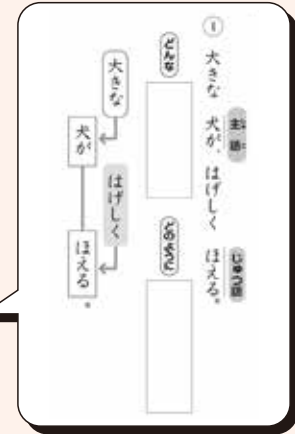 ① 大きな 犬が、はげしく ほえる。
主語
じゅつ語
どんな
どのように
大きな
犬が
はげしく
ほえる
。